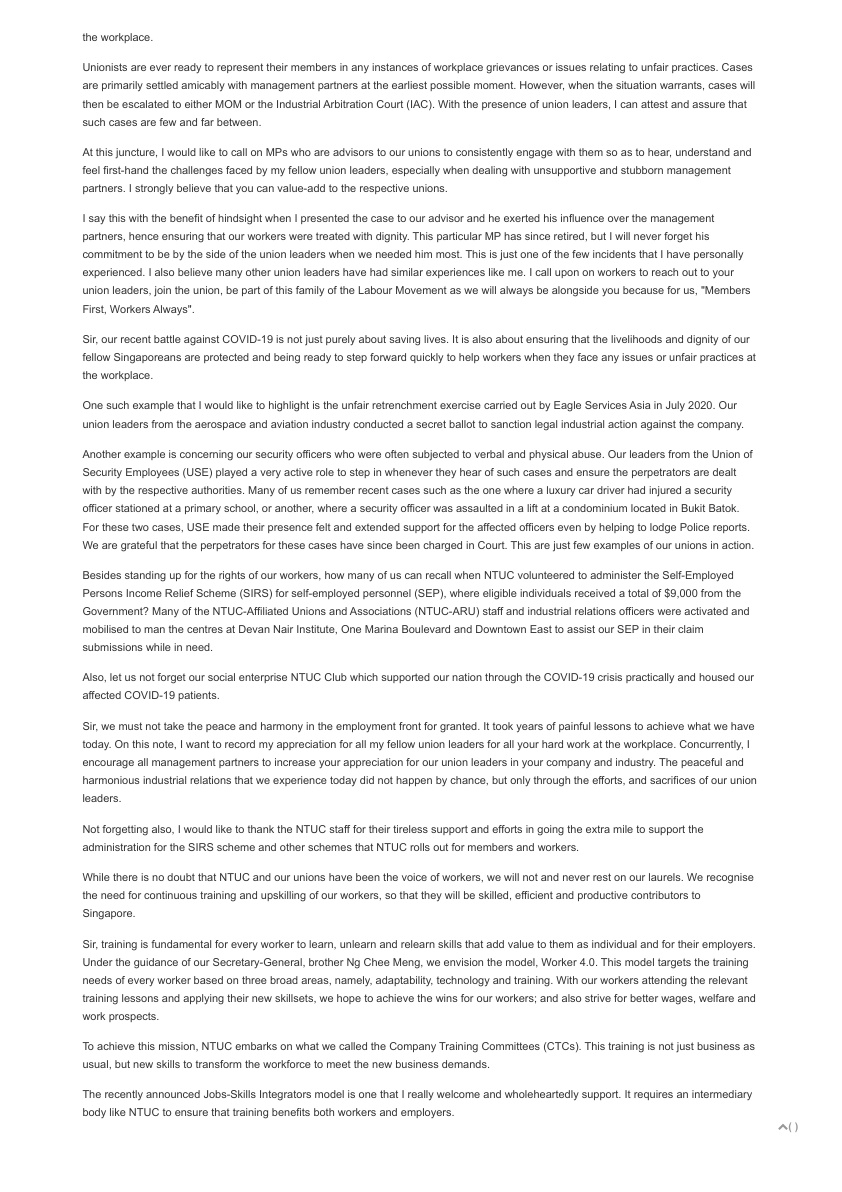 the workplace.
Unionists are ever ready to represent their members in any instances of workplace grievances or issues relating to unfair practices. Cases
are primarily settled amicably with management partners at the earliest possible moment. However, when the situation warrants, cases will
then be escalated to either MOM or the Industrial Arbitration Court (IAC). With the presence of union leaders, I can attest and assure that
such cases are few and far between.
At this juncture, I would like to call on MPs who are advisors to our unions to consistently engage with them so as to hear, understand and
feel first-hand the challenges faced by my fellow union leaders, especially when dealing with unsupportive and stubborn management
partners. I strongly believe that you can value-add to the respective unions.
I say this with the benefit of hindsight when I presented the case to our advisor and he exerted his influence over the management
partners, hence ensuring that our workers were treated with dignity. This particular MP has since retired, but I will never forget his
commitment to be by the side of the union leaders when we needed him most. This is just one of the few incidents that I have personally
experienced. I also believe many other union leaders have had similar experiences like me. I call upon on workers to reach out to your
union leaders, join the union, be part of this family of the Labour Movement as we will always be alongside you because for us, "Members
First, Workers Always".
Sir, our recent battle against COVID-19 is not just purely about saving lives. It is also about ensuring that the livelihoods and dignity of our
fellow Singaporeans are protected and being ready to step forward quickly to help workers when they face any issues or unfair practices at
the workplace.
One such example that I would like to highlight is the unfair retrenchment exercise carried out by Eagle Services Asia in July 2020. Our
union leaders from the aerospace and aviation industry conducted a secret ballot to sanction legal industrial action against the company.
Another example is concerning our security officers who were often subjected to verbal and physical abuse. Our leaders from the Union of
Security Employees (USE) played a very active role to step in whenever they hear of such cases and ensure the perpetrators are dealt
with by the respective authorities. Many of us remember recent cases such as the one where a luxury car driver had injured a security
officer stationed at a primary school, or another, where a security officer was assaulted in a lift at a condominium located in Bukit Batok.
For these two cases, USE made their presence felt and extended support for the affected officers even by helping to lodge Police reports.
We are grateful that the perpetrators for these cases have since been charged in Court. This are just few examples of our unions in action.
Besides standing up for the rights of our workers, how many of us can recall when NTUC volunteered to administer the Self-Employed
Persons Income Relief Scheme (SIRS) for self-employed personnel (SEP), where eligible individuals received a total of $9,000 from the
Government? Many of the NTUC-Affiliated Unions and Associations (NTUC-ARU) staff and industrial relations officers were activated and
mobilised to man the centres at Devan Nair Institute, One Marina Boulevard and Downtown East to assist our SEP in their claim
submissions while in need.
Also, let us not forget our social enterprise NTUC Club which supported our nation through the COVID-19 crisis practically and housed our
affected COVID-19 patients.
Sir, we must not take the peace and harmony in the employment front for granted. It took years of painful lessons to achieve what we have
today. On this note, I want to record my appreciation for all my fellow union leaders for all your hard work at the workplace. Concurrently, I
encourage all management partners to increase your appreciation for our union leaders in your company and industry. The peaceful and
harmonious industrial relations that we experience today did not happen by chance, but only through the efforts, and sacrifices of our union
leaders.
Not forgetting also, I would like to thank the NTUC staff for their tireless support and efforts in going the extra mile to support the
administration for the SIRS scheme and other schemes that NTUC rolls out for members and workers.
While there is no doubt that NTUC and our unions have been the voice of workers, we will not and never rest on our laurels. We recognise
the need for continuous training and upskilling of our workers, so that they will be skilled, efficient and productive contributors to
Singapore.
Sir, training is fundamental for every worker to learn, unlearn and relearn skills that add value to them as individual and for their employers.
Under the guidance of our Secretary-General, brother Ng Chee Meng, we envision the model, Worker 4.0. This model targets the training
needs of every worker based on three broad areas, namely, adaptability, technology and training. With our workers attending the relevant
training lessons and applying their new skillsets, we hope to achieve the wins for our workers; and also strive for better wages, welfare and
work prospects.
To achieve this mission, NTUC embarks on what we called the Company Training Committees (CTCs). This training is not just business as
usual, but new skills to transform the workforce to meet the new business demands.
The recently announced Jobs-Skills Integrators model is one that I really welcome and wholeheartedly support. It requires an intermediary
body like NTUC to ensure that training benefits both workers and employers.
( )